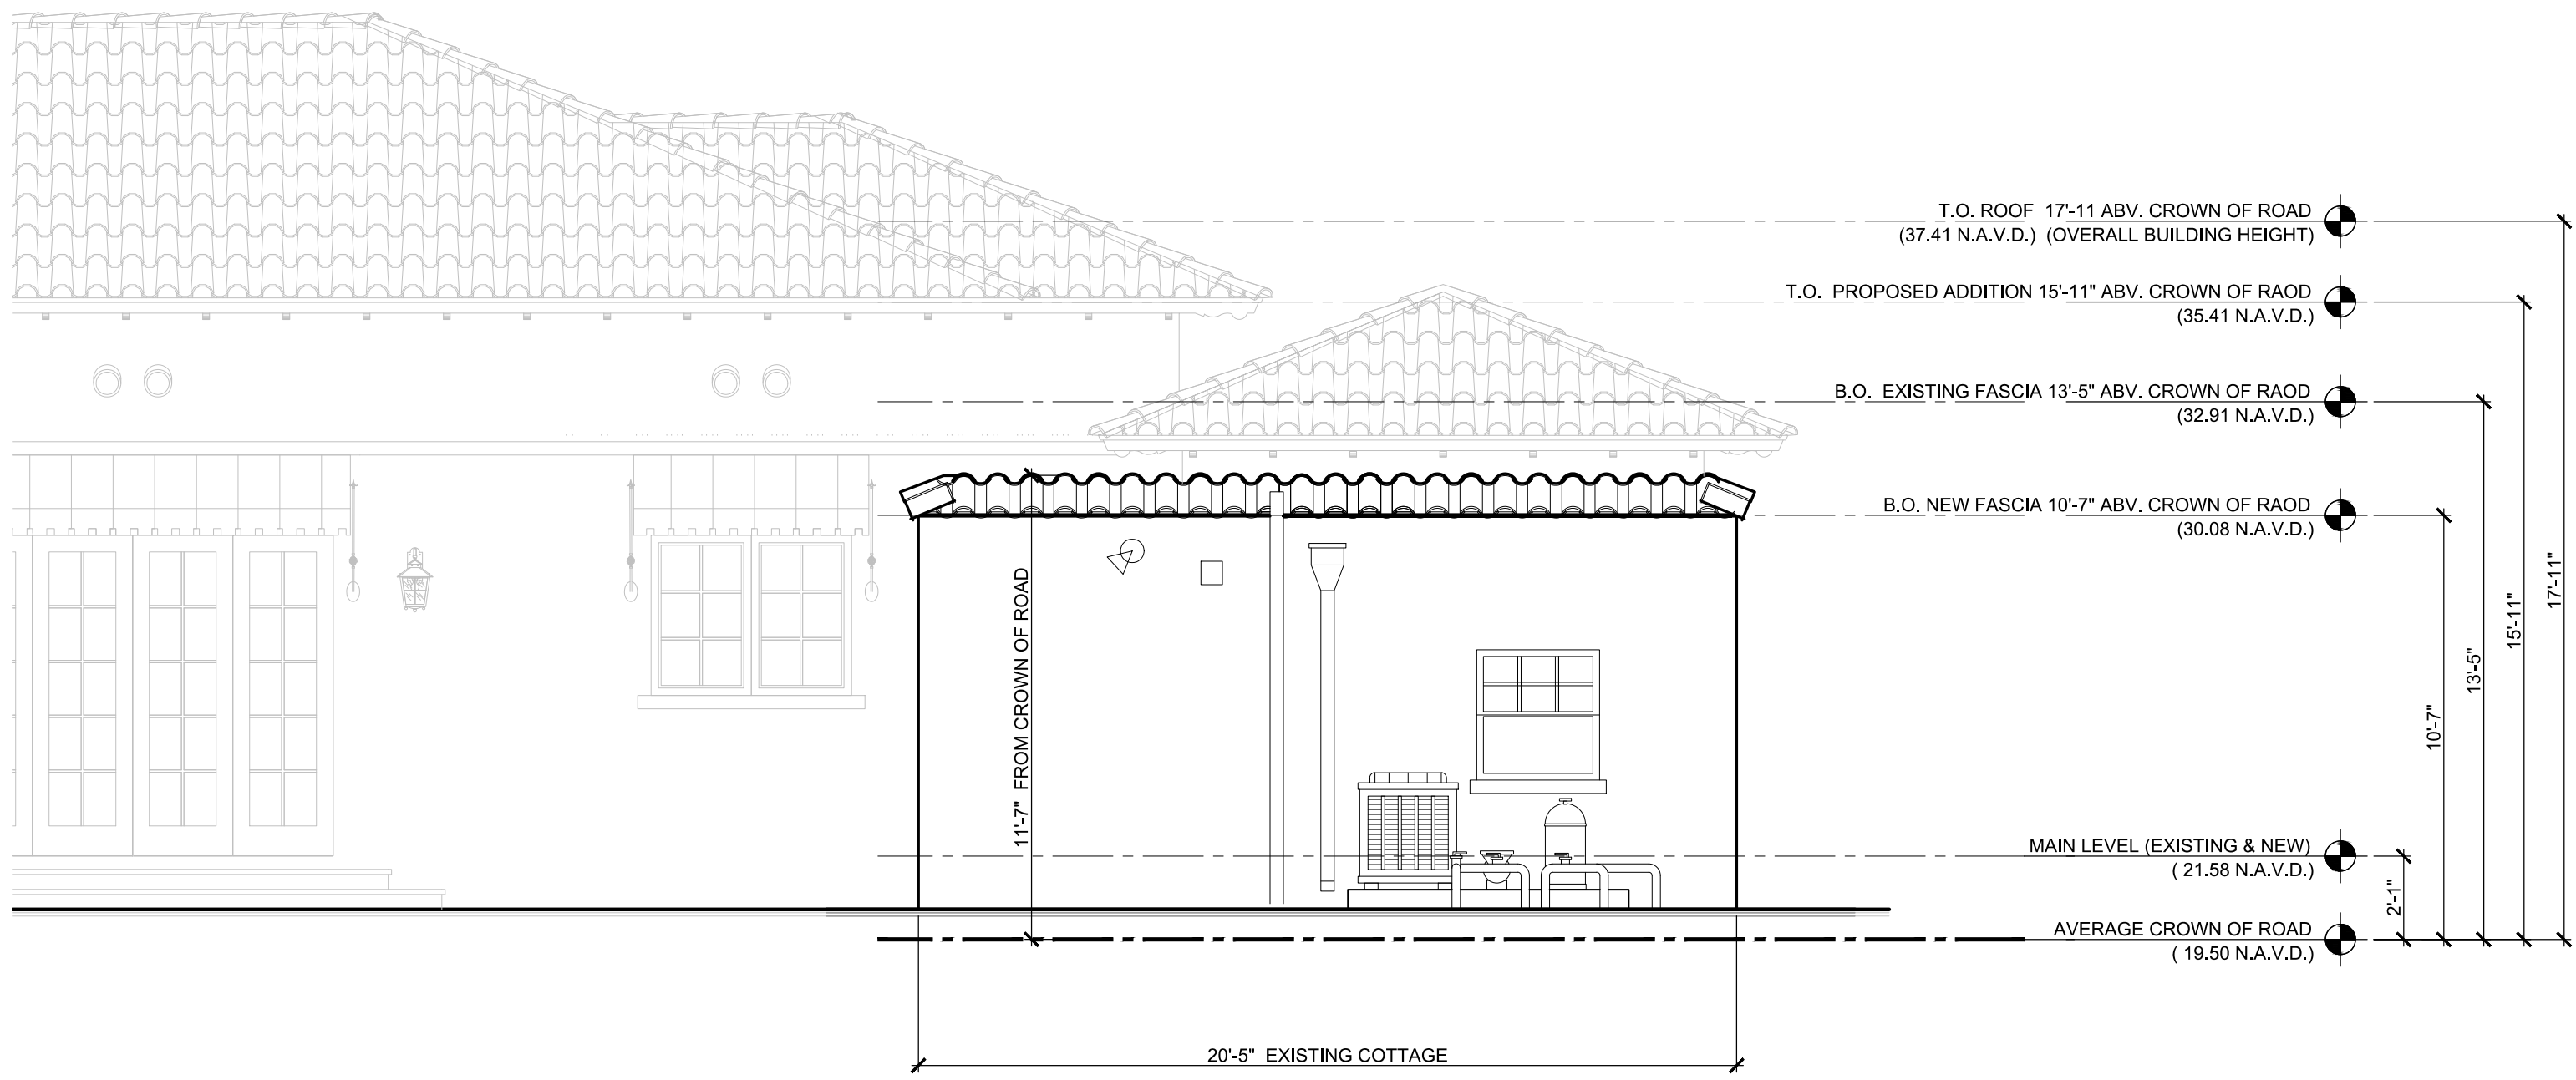 T.O. ROOF 17'-11 ABV. CROWN OF ROAD
(37.41 N.A.V.D.) (OVERALL BUILDING HEIGHT)
T.O. PROPOSED ADDITION 15'-11" ABV. CROWN OF RAOD
(35.41 N.A.V.D.)
B.O. EXISTING FASCIA 13'-5" ABV. CROWN OF RAOD
(32.91 N.A.V.D.)
B.O. NEW FASCIA 10'-7" ABV. CROWN OF RAOD
(30.08 N.A.V.D.)
11'-7" FROM CROWN OF ROAD
17'-11"
15'-11"
13'-5"
10'-7"
MAIN LEVEL (EXISTING & NEW)
( 21.58 N.A.V.D.)
2'-1"
AVERAGE CROWN OF ROAD
( 19.50 N.A.V.D.)
20'-5" EXISTING COTTAGE